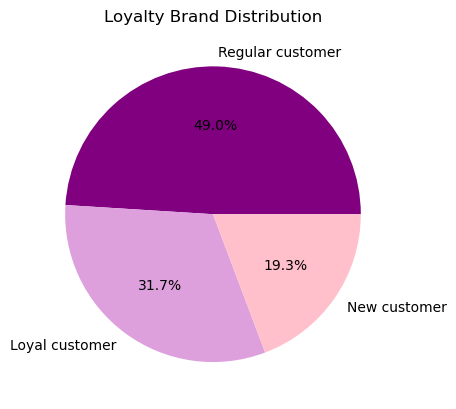 Loyalty Brand Distribution
Regular customer
49.0%
31.7%
19.3%
Loyal customer
New customer